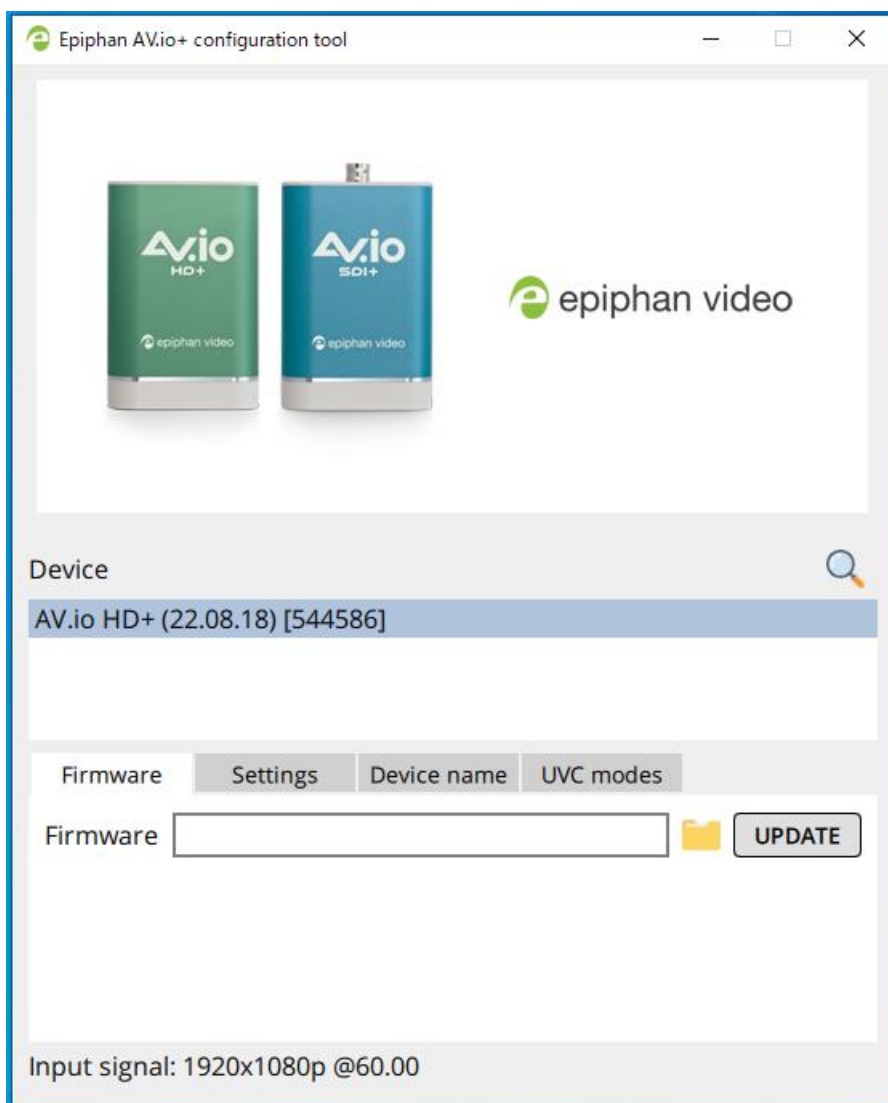 Epiphan AV.io+ configuration tool
AV.io
HD+
epiphan video
AV.io
SDI+
epiphan video
epiphan video
Device
AV.io HD+ (22.08.18) [544586]
Firmware Settings Device name UVC modes
Firmware UPDATE
Input signal: 1920x1080p @60.00